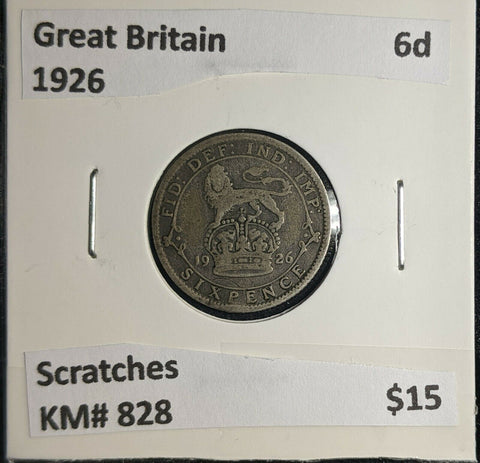 Great Britain 6d
1926
FID: DEF: IND: IMP:
19 26
SIXPENCE
Scratches
KM# 828 $15